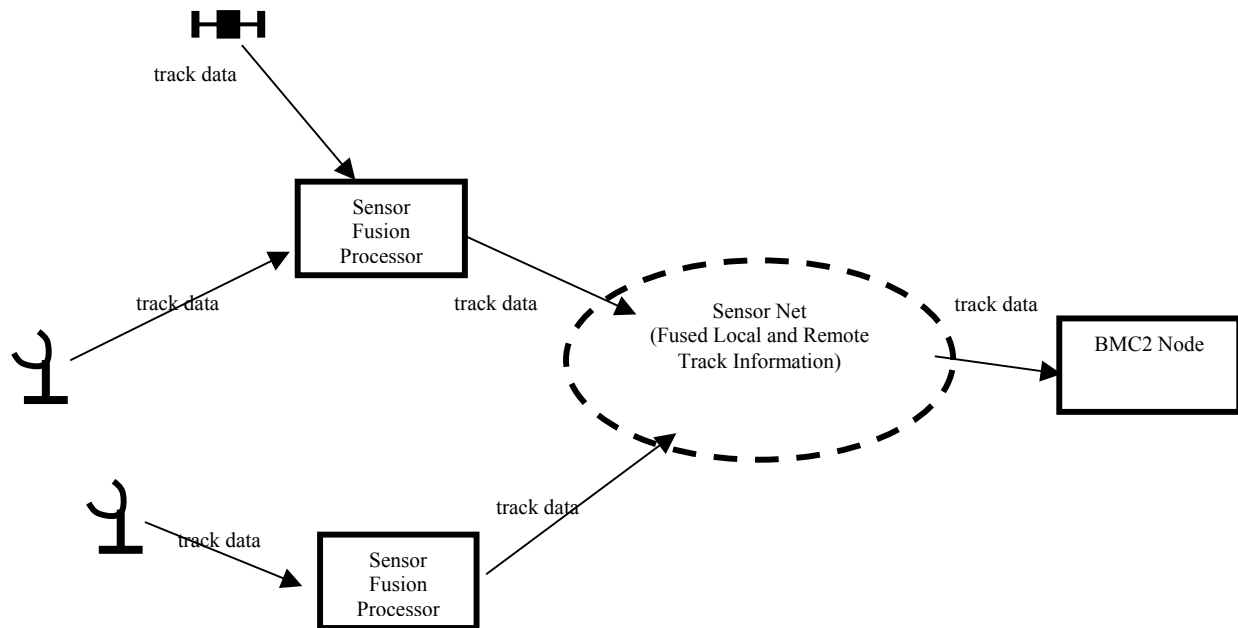 track data
Sensor
Fusion
Processor
track data
track data
Sensor Net
(Fused Local and Remote
Track Information)
track data
BMC2 Node
track data
track data
Sensor
Fusion
Processor